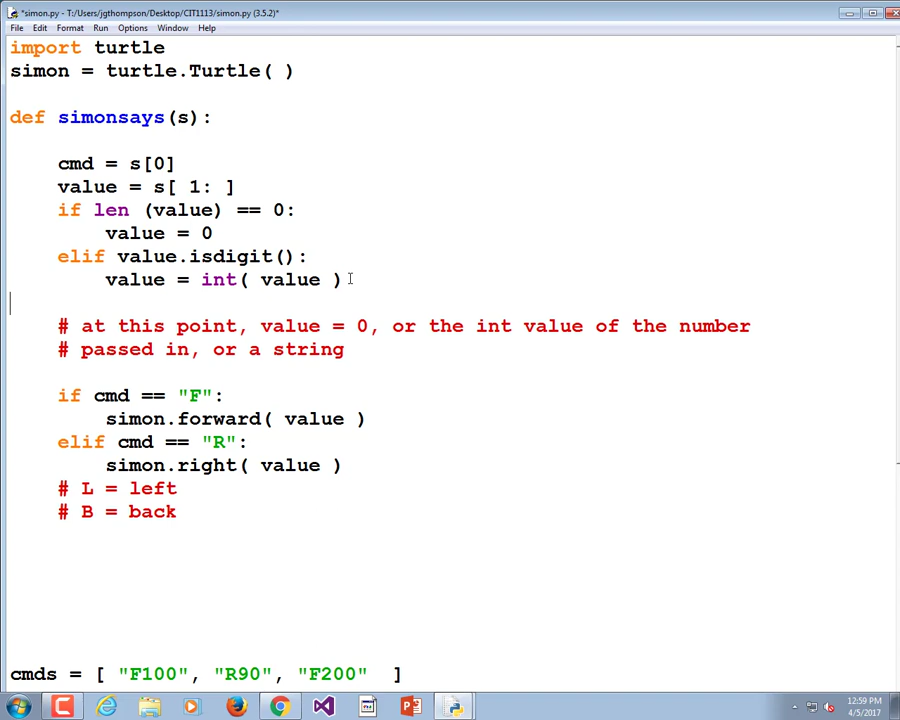 *simon.py - T:/Users/jgthompson/Desktop/CIT1113/simon.py (3.5.2)*
File Edit Format Run Options Window Help
import turtle
simon = turtle.Turtle( )
def simonsays(s):
    cmd = s[0]
    value = s[ 1: ]
    if len (value) == 0:
        value = 0
    elif value.isdigit():
        value = int( value )
    # at this point, value = 0, or the int value of the number
    # passed in, or a string
    if cmd == "F":
        simon.forward( value )
    elif cmd == "R":
        simon.right( value )
    # L = left
    # B = back
cmds = [ "F100", "R90", "F200"  ]
12:59 PM
4/5/2017